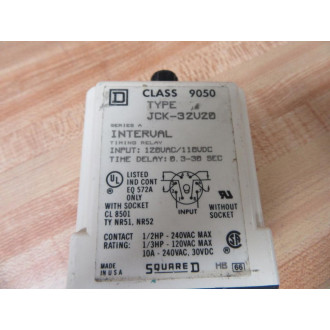 D
CLASS 9050
TYPE
JCK-32V20
SERIES A
INTERVAL
TIMING RELAY
INPUT: 120VAC/110VDC
TIME DELAY: 0.3-30 SEC
UL
LISTED
IND CONT
EQ 572A
ONLY
WITH SOCKET
CL 8501
TY NR51, NR52
INPUT
WITHOUT
SOCKET
CONTACT RATING:
1/2HP - 240VAC MAX
1/3HP - 120VAC MAX
10A - 240VAC, 30VDC
MADE IN U.S.A
SQUARE D
66